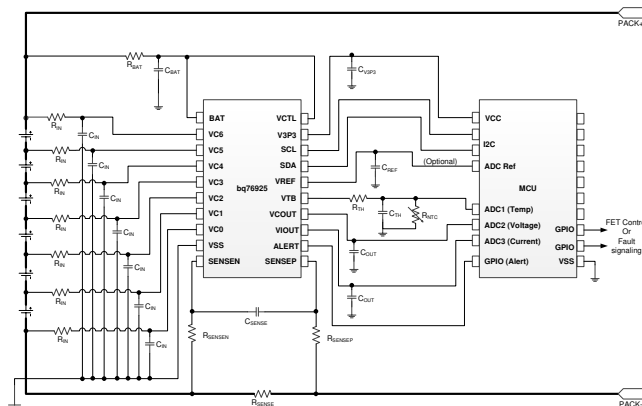 PACK+
RBAT
CBAT
CV3P3
BAT
VC6
VC5
VC4
VC3
VC2
VC1
VC0
VSS
SENSEN
bq76925
VCTL
V3P3
SCL
SDA
VREF
VTB
VCOUT
VIOUT
ALERT
SENSEP
VCC
I2C
ADC Ref
MCU
ADC1 (Temp)
ADC2 (Voltage)
ADC3 (Current)
GPIO (Alert)
GPIO
GPIO
VSS
FET Control
Or
Fault
signaling
(Optional)
CREF
RTH
CTH
RNTC
COUT
COUT
RIN
RIN
RIN
RIN
RIN
RIN
RIN
CIN
CIN
CIN
CIN
CIN
CIN
CIN
CSENSE
RSENSEN
RSENSEP
RSENSE
PACK-